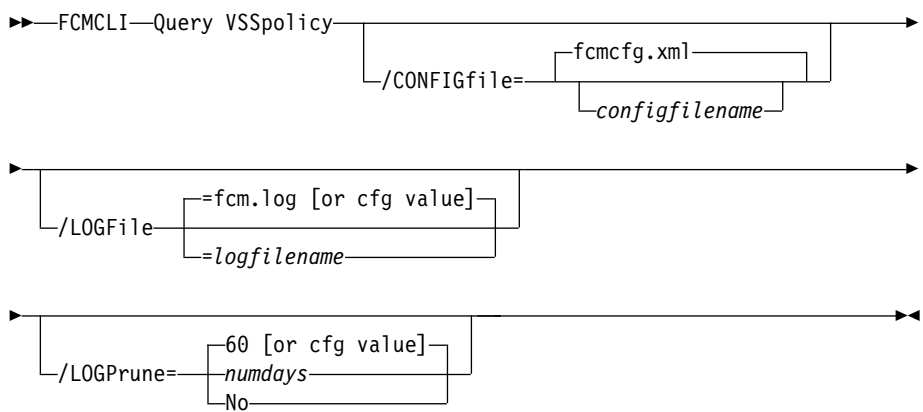 FCMCLI Query VSSpolicy
fcmcfg.xml
/CONFIGfile=
configfilename
=fcm.log [or cfg value]
/LOGFile
=logfilename
60 [or cfg value]
/LOGPrune=
numdays
No